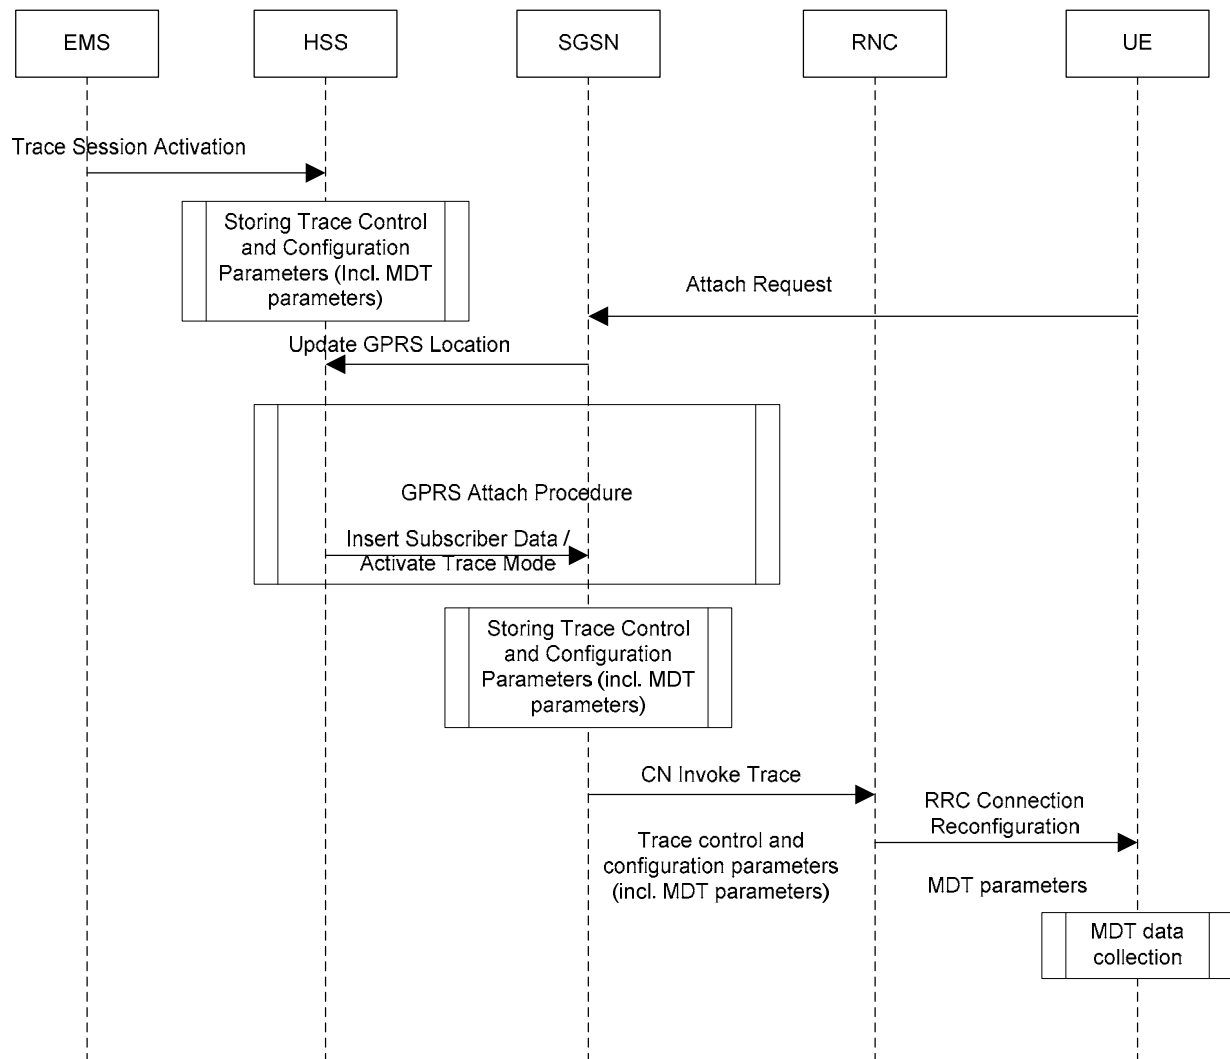 EMS
HSS
SGSN
RNC
UE
Trace Session Activation
Storing Trace Control
and Configuration
Parameters (Incl. MDT
parameters)
Attach Request
Update GPRS Location
GPRS Attach Procedure
Insert Subscriber Data /
Activate Trace Mode
Storing Trace Control
and Configuration
Parameters (incl. MDT
parameters)
CN Invoke Trace
RRC Connection
Reconfiguration
Trace control and
configuration parameters
(incl. MDT parameters)
MDT parameters
MDT data
collection